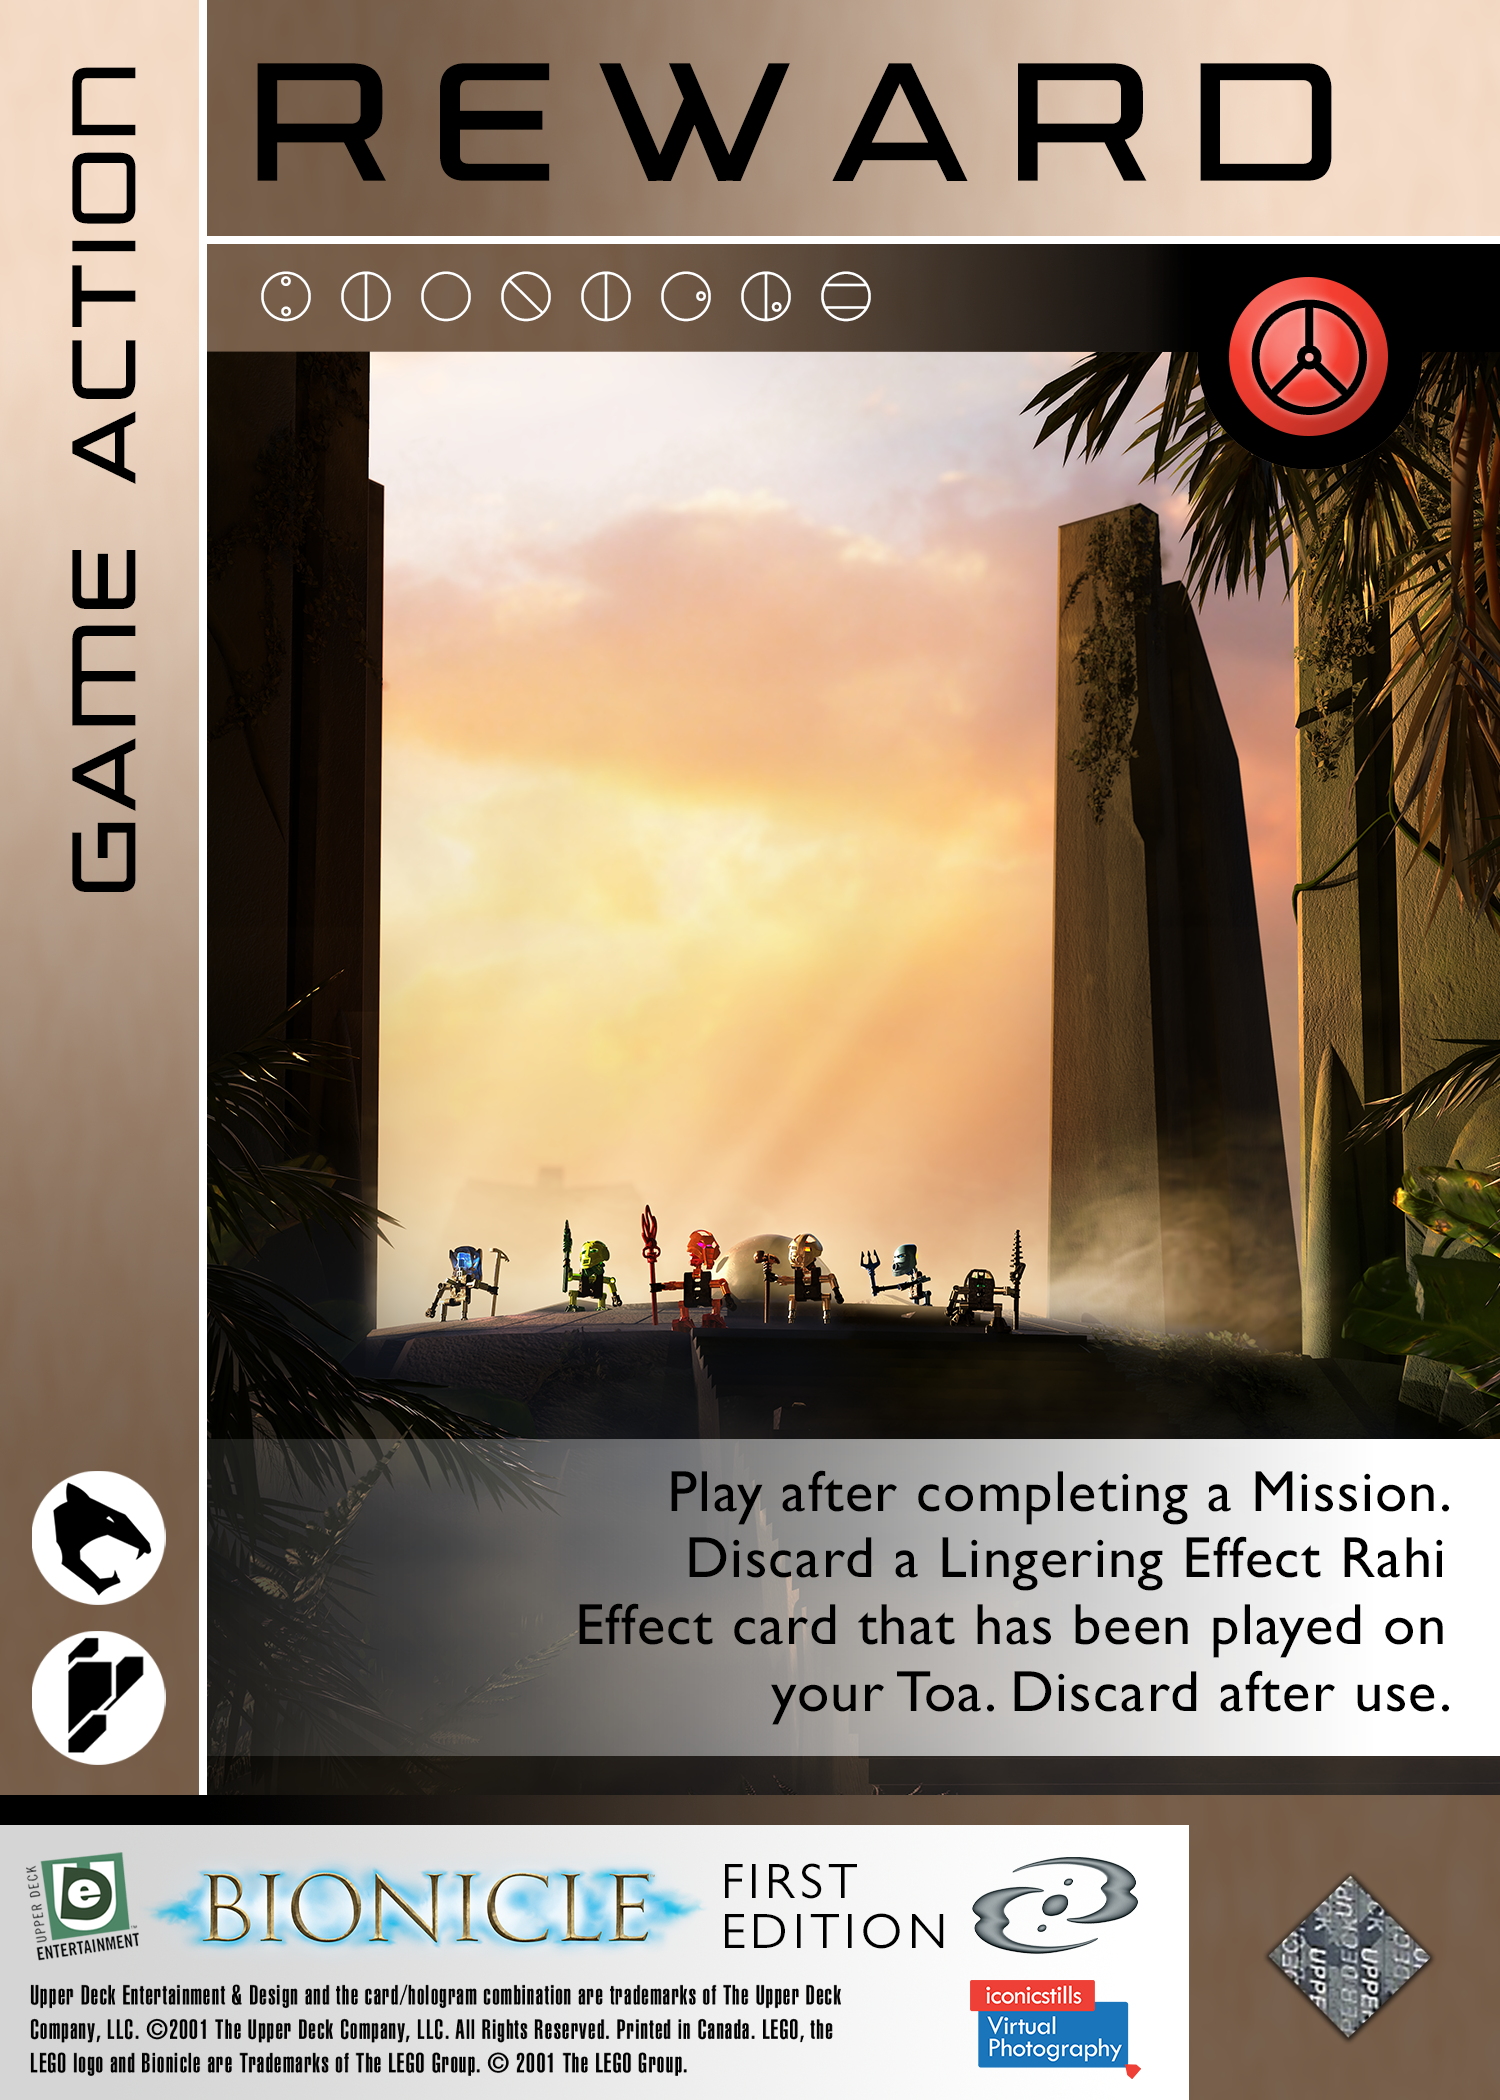 REWARD
GAME ACTION
Play after completing a Mission.
Discard a Lingering Effect Rahi
Effect card that has been played on
your Toa. Discard after use.
UPPER DECK
e
ENTERTAINMENT
BIONICLE
FIRST
EDITION
Upper Deck Entertainment & Design and the card/hologram combination are trademarks of The Upper Deck
Company, LLC. ©2001 The Upper Deck Company, LLC. All Rights Reserved. Printed in Canada. LEGO, the
LEGO logo and Bionicle are Trademarks of The LEGO Group. © 2001 The LEGO Group.
iconicstills
Virtual
Photography